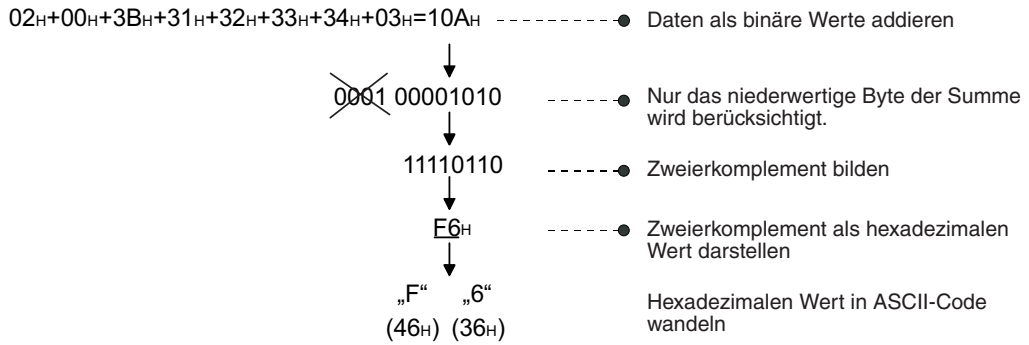 02H+00H+3BH+31H+32H+33H+34H+03H=10AH
Daten als binäre Werte addieren
0001 00001010
Nur das niederwertige Byte der Summe
wird berücksichtigt.
11110110
Zweierkomplement bilden
F6H
Zweierkomplement als hexadezimalen
Wert darstellen
„F“ „6“
(46H) (36H)
Hexadezimalen Wert in ASCII-Code
wandeln